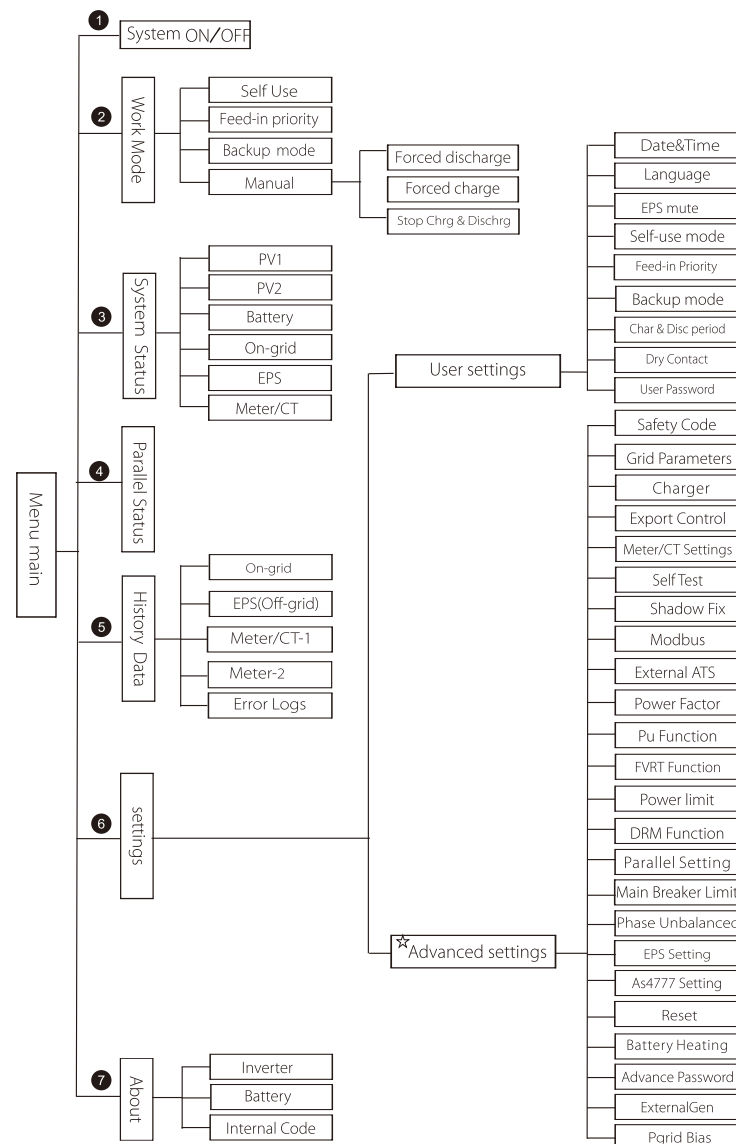 Menu main
1
System ON/OFF
2
Work Mode
Self Use
Feed-in priority
Backup mode
Manual
Forced discharge
Forced charge
Stop Chrg & Dischrg
3
System Status
PV1
PV2
Battery
On-grid
EPS
Meter/CT
4
Parallel Status
5
History Data
On-grid
EPS(Off-grid)
Meter/CT-1
Meter-2
Error Logs
6
settings
User settings
Date&Time
Language
EPS mute
Self-use mode
Feed-in Priority
Backup mode
Char & Disc period
Dry Contact
User Password
☆Advanced settings
Safety Code
Grid Parameters
Charger
Export Control
Meter/CT Settings
Self Test
Shadow Fix
Modbus
External ATS
Power Factor
Pu Function
FVRT Function
Power limit
DRM Function
Parallel Setting
Main Breaker Limit
Phase Unbalanced
EPS Setting
As4777 Setting
Reset
Battery Heating
Advance Password
ExternalGen
Pgrid Bias
7
About
Inverter
Battery
Internal Code